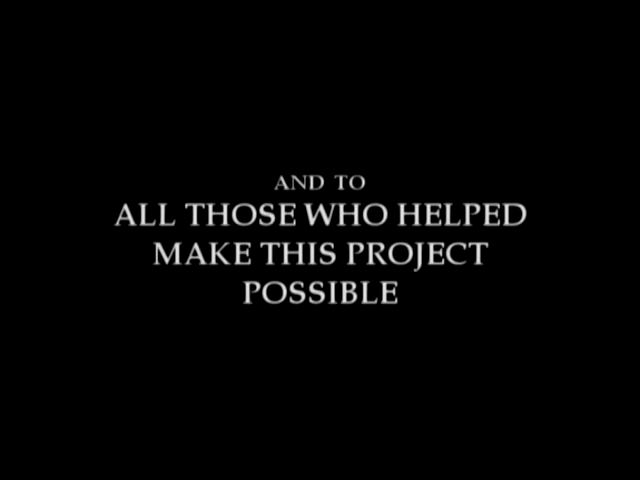 AND TO
ALL THOSE WHO HELPED
MAKE THIS PROJECT
POSSIBLE